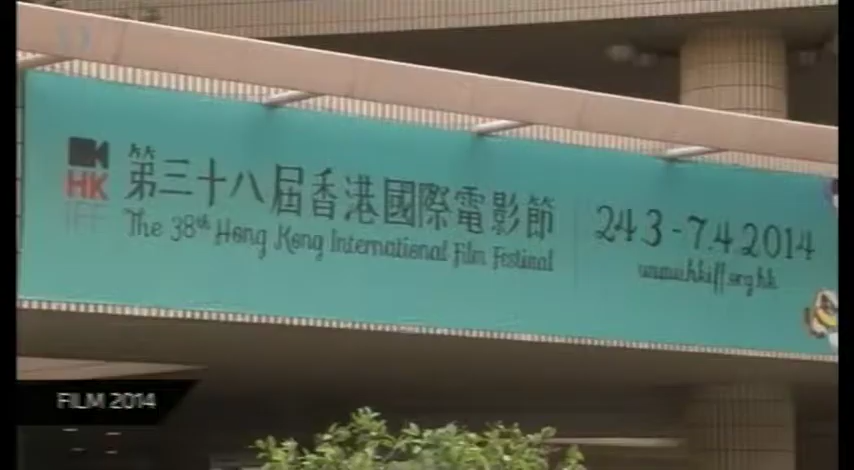 HK
IFF
第三十八屆香港國際電影節
The 38th Hong Kong International Film Festival
24.3 - 7.4.2014
www.hkiff.org.hk
FILM 2014